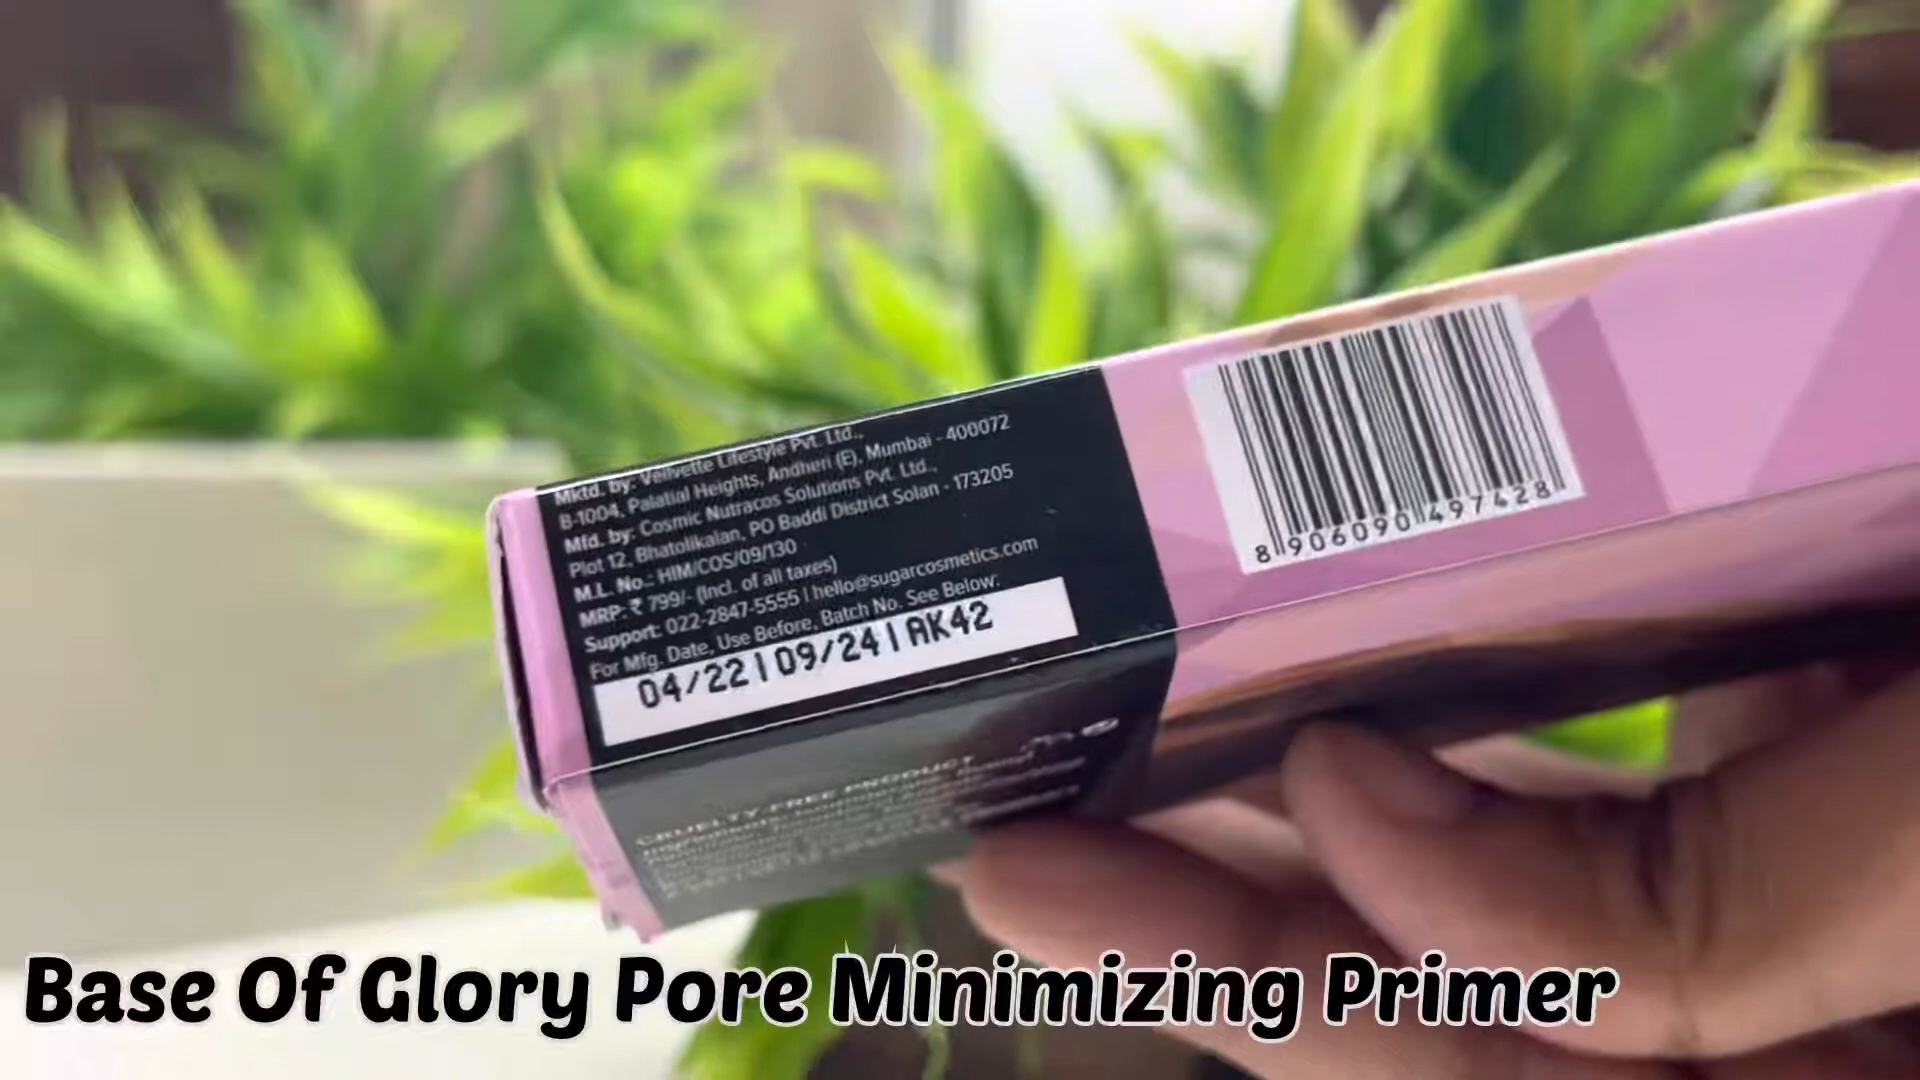 Mktd. by: Vellvette Lifestyle Pvt. Ltd.,
B-1004, Palatial Heights, Andheri (E), Mumbai - 400072
Mfd. by: Cosmic Nutracos Solutions Pvt. Ltd.,
Plot 12, Bhatolikalan, PO Baddi District Solan - 173205
M.L. No.: HIM/COS/09/130
MRP: ₹ 799/- (Incl. of all taxes)
Support: 022-2847-5555 | hello@sugarcosmetics.com
For Mfg. Date, Use Before, Batch No. See Below:
04/22 | 09/24 | AK42
8 906090 497428
CRUELTY-FREE PRODUCT
Base Of Glory Pore Minimizing Primer